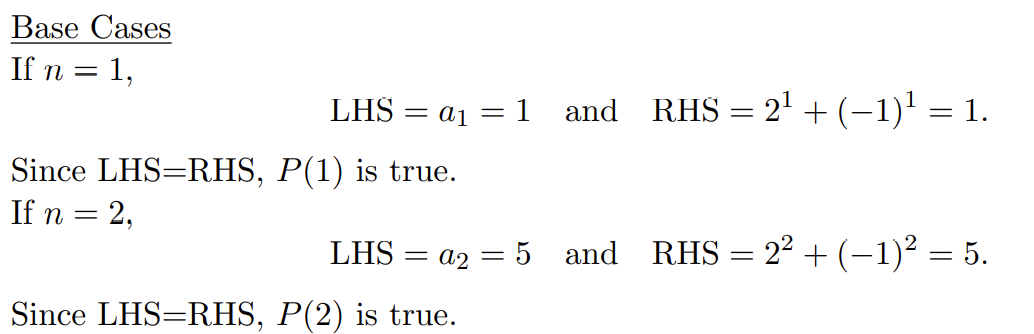 Base Cases
If n = 1,
LHS = a₁ = 1 and RHS = 2¹ + (−1)¹ = 1.
Since LHS=RHS, P(1) is true.
If n = 2,
LHS = a₂ = 5 and RHS = 2² + (−1)² = 5.
Since LHS=RHS, P(2) is true.